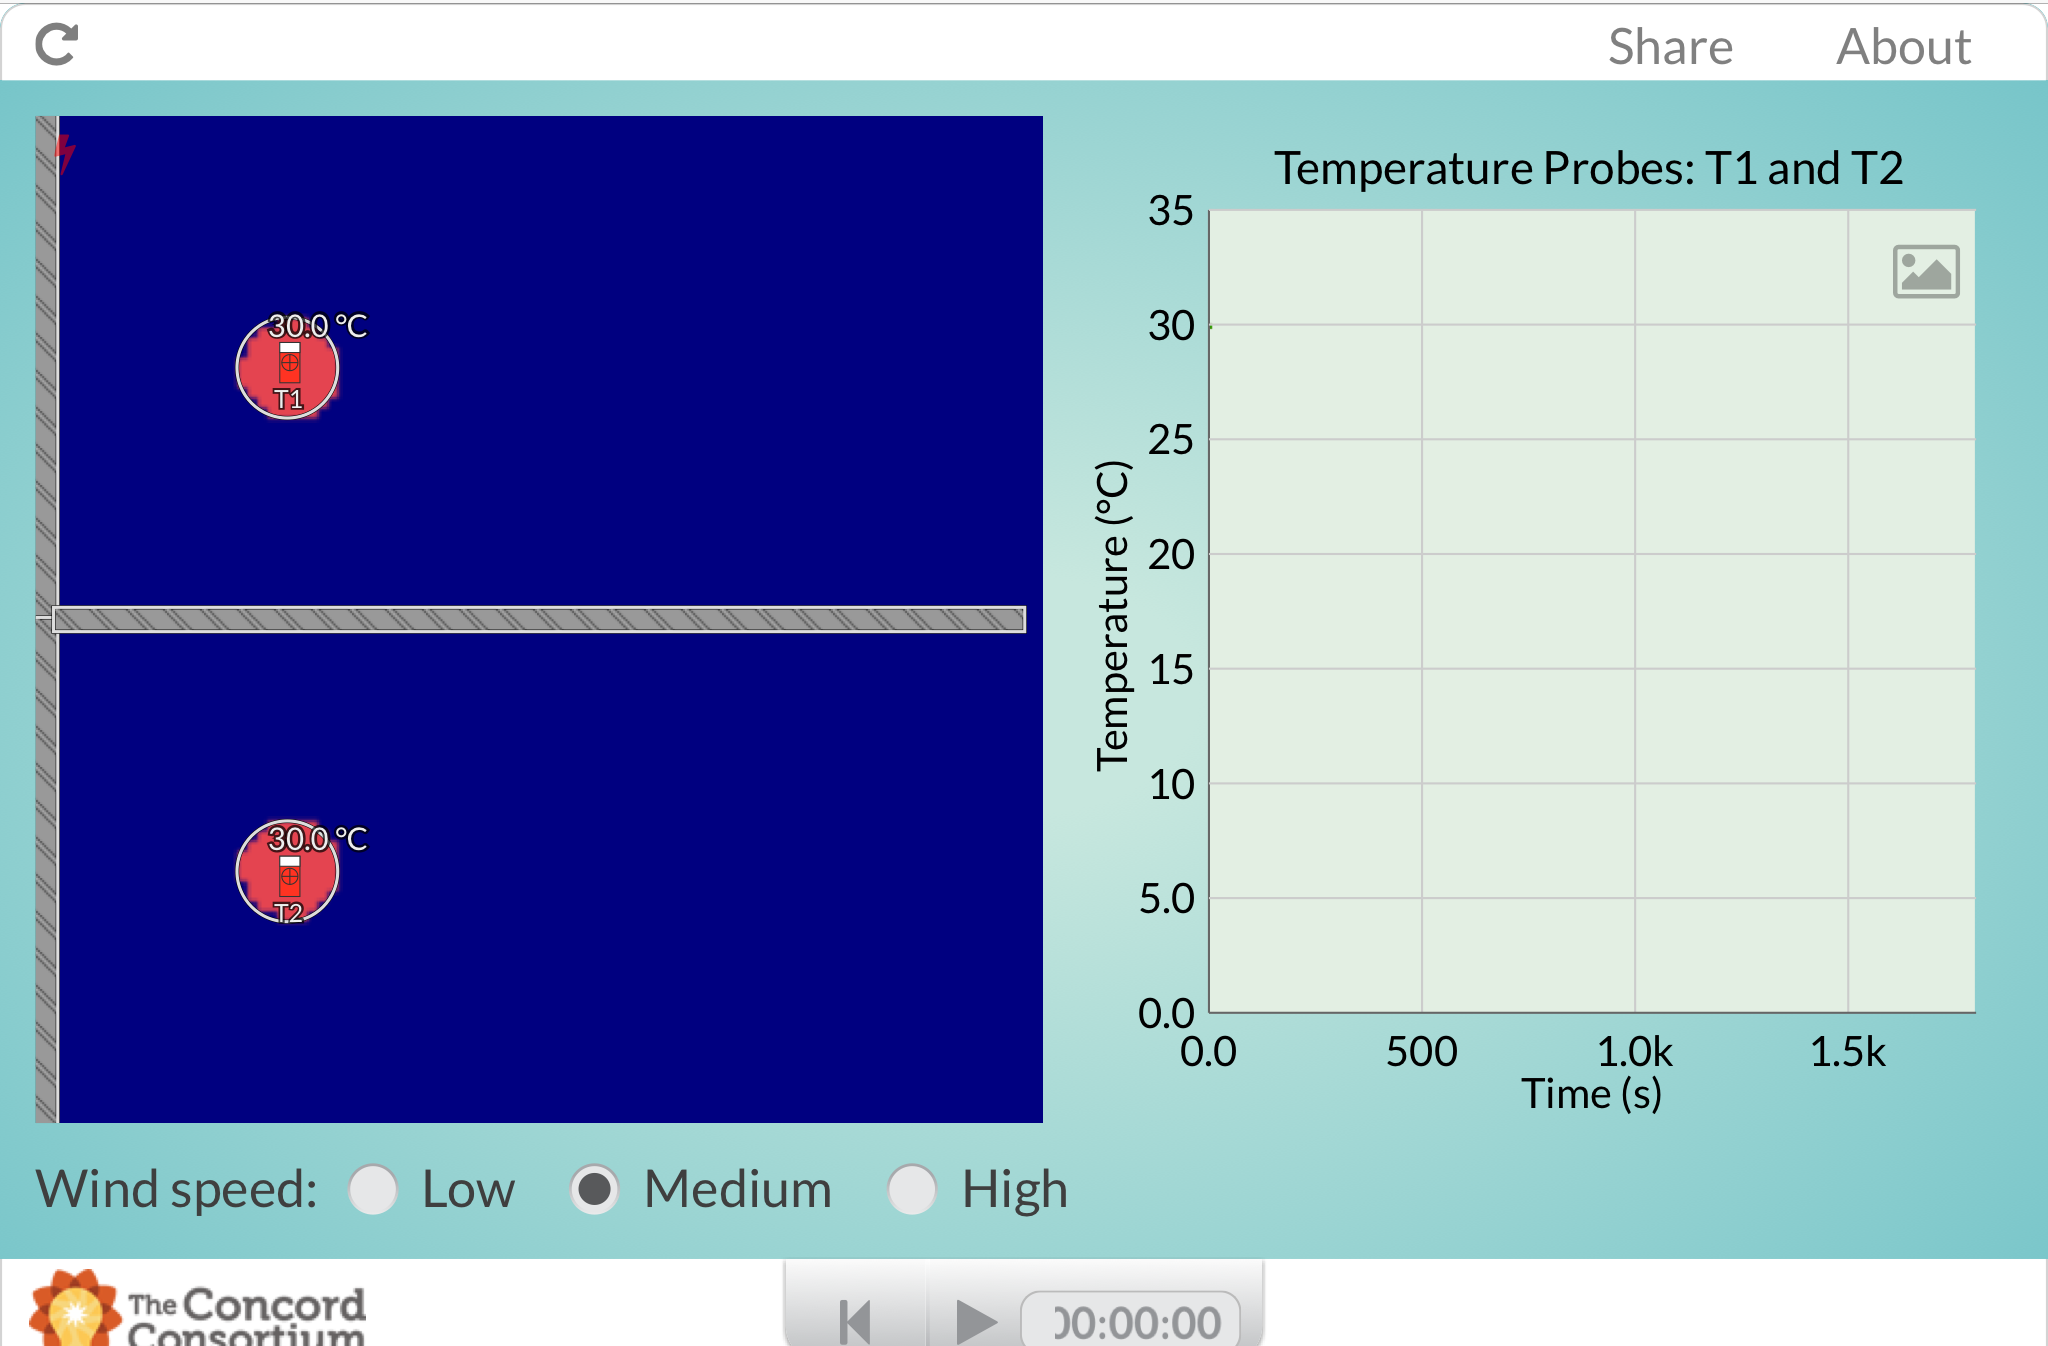 Share About
30.0 °C
T1
30.0 °C
T2
Temperature Probes: T1 and T2
35
30
25
20
15
10
5.0
0.0
Temperature (°C)
0.0 500 1.0k 1.5k
Time (s)
Wind speed: Low Medium High
The Concord
Consortium
00:00:00